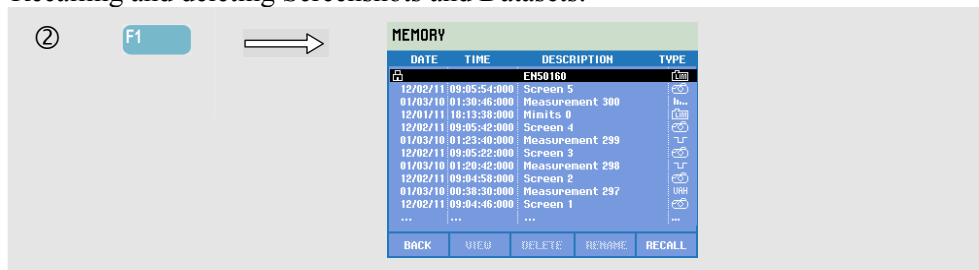 Recalling and deleting Screenshots and Datasets.
② F1
MEMORY
DATE TIME DESCRIPTION TYPE
EN50160
12/02/11 09:05:54:000 Screen 5
01/03/10 01:30:46:000 Measurement 300
12/01/11 18:13:38:000 Mimits 0
12/02/11 09:05:42:000 Screen 4
01/03/10 01:23:40:000 Measurement 299
12/02/11 09:05:22:000 Screen 3
01/03/10 01:20:42:000 Measurement 298
12/02/11 09:04:58:000 Screen 2
01/03/10 00:38:30:000 Measurement 297 VAH
12/02/11 09:04:46:000 Screen 1
... ... ... ...
BACK VIEW DELETE RENAME RECALL